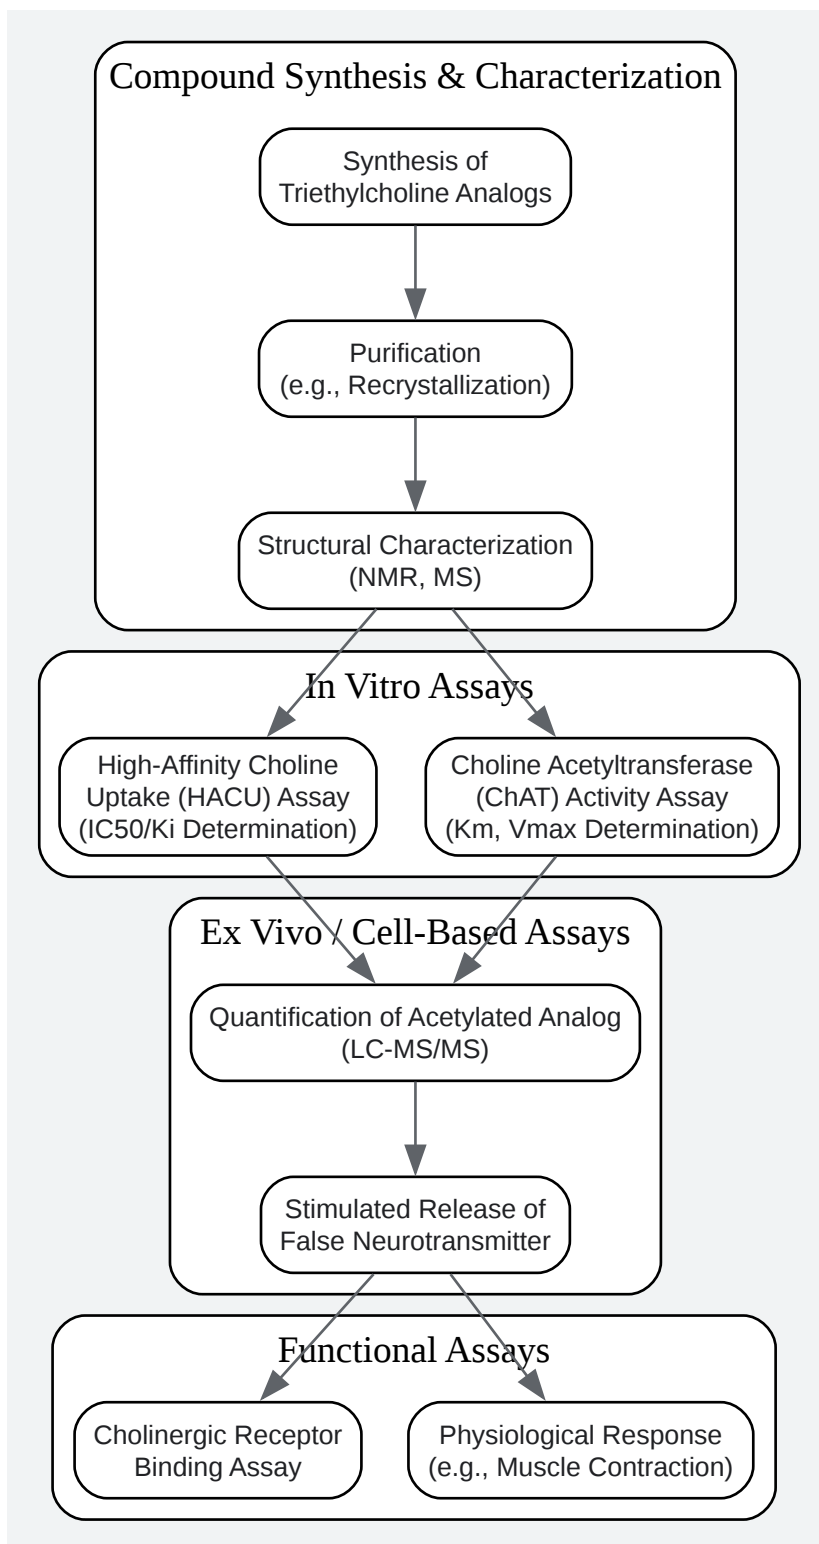 Compound Synthesis & Characterization
Synthesis of
Triethylcholine Analogs
Purification
(e.g., Recrystallization)
Structural Characterization
(NMR, MS)
In Vitro Assays
High-Affinity Choline
Uptake (HACU) Assay
(IC50/Ki Determination)
Choline Acetyltransferase
(ChAT) Activity Assay
(Km, Vmax Determination)
Ex Vivo / Cell-Based Assays
Quantification of Acetylated Analog
(LC-MS/MS)
Stimulated Release of
False Neurotransmitter
Functional Assays
Cholinergic Receptor
Binding Assay
Physiological Response
(e.g., Muscle Contraction)